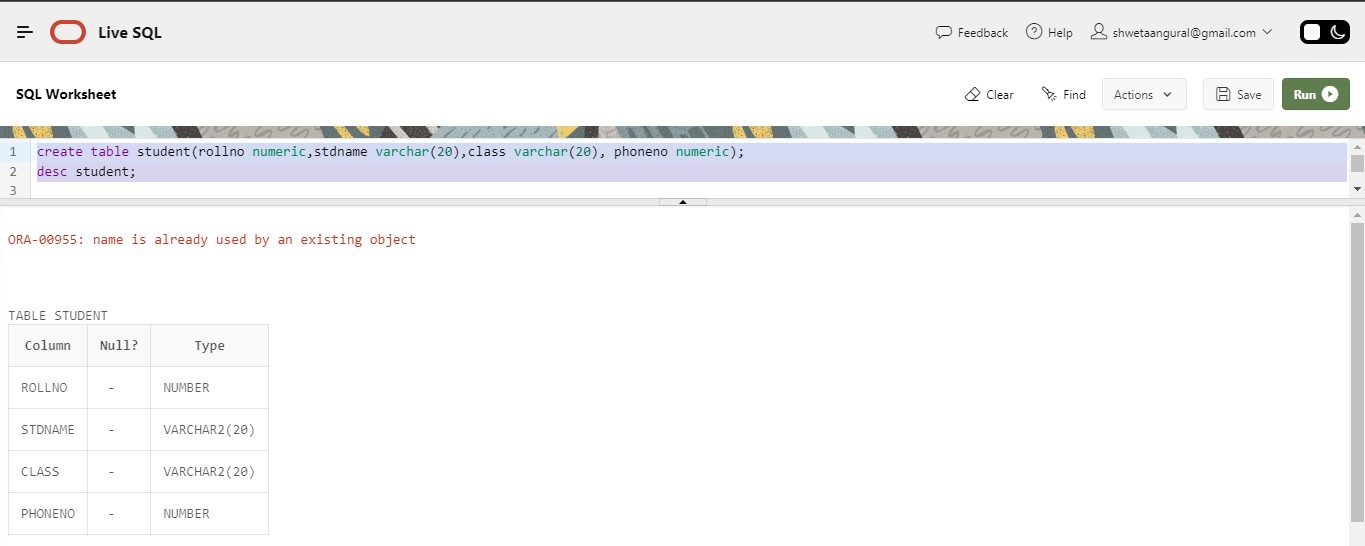 Live SQL
Feedback
Help
shwetaangural@gmail.com
SQL Worksheet
Clear
Find
Actions
Save
Run
1 create table student(rollno numeric,stdname varchar(20),class varchar(20), phoneno numeric);
2 desc student;
3
ORA-00955: name is already used by an existing object
TABLE STUDENT
Column Null? Type
ROLLNO - NUMBER
STDNAME - VARCHAR2(20)
CLASS - VARCHAR2(20)
PHONENO - NUMBER